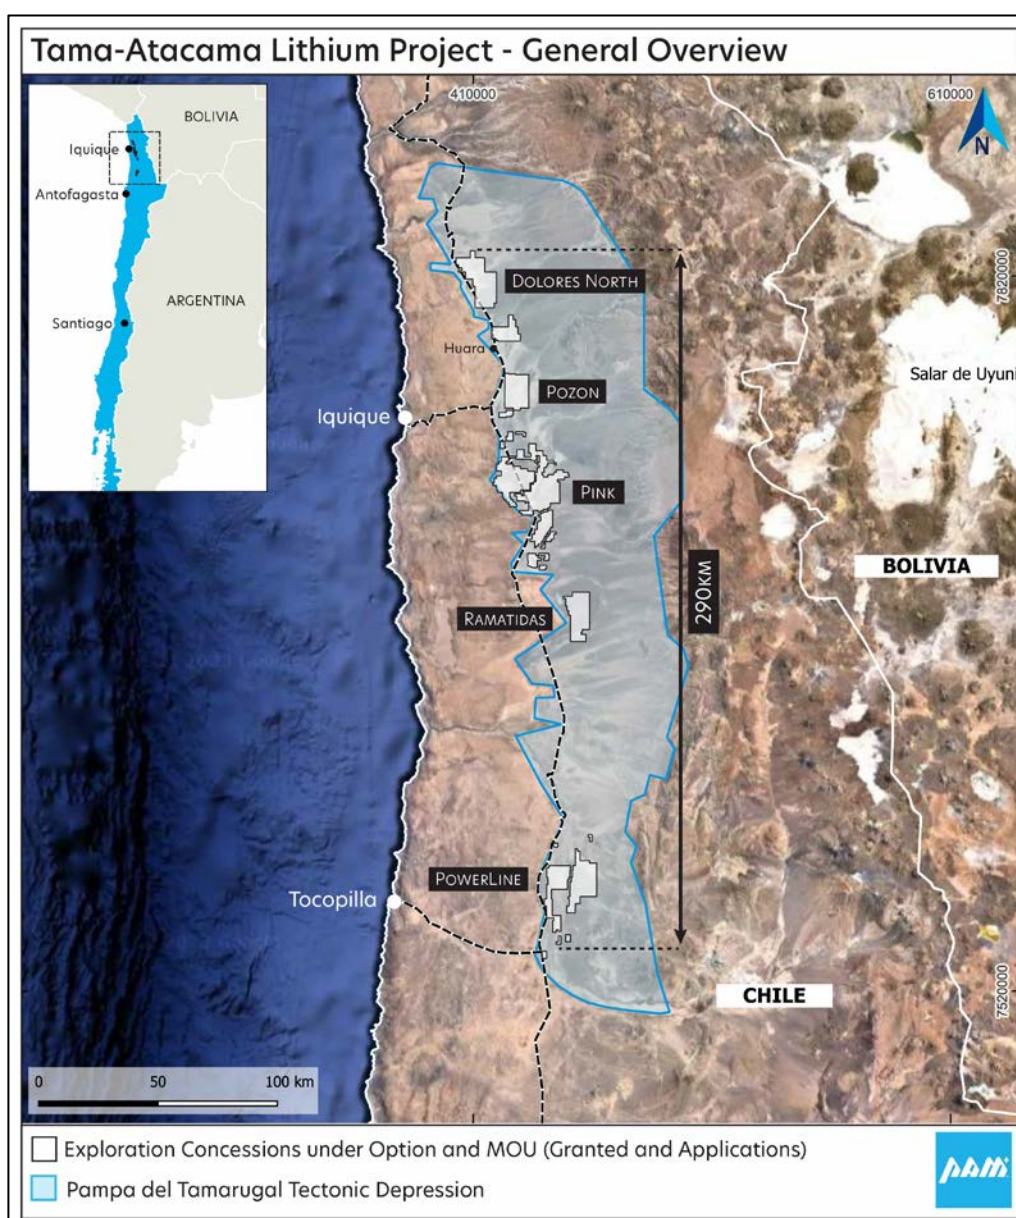 Tama-Atacama Lithium Project - General Overview
410000
610000
BOLIVIA
Iquique
Antofagasta
ARGENTINA
Santiago
N
7820000
DOLORES NORTH
Huara
POZON
Salar de Uyuni
Iquique
PINK
BOLIVIA
290KM
RAMATIDAS
POWERLINE
Tocopilla
CHILE
7520000
0 50 100 km
Exploration Concessions under Option and MOU (Granted and Applications)
Pampa del Tamarugal Tectonic Depression
PAM